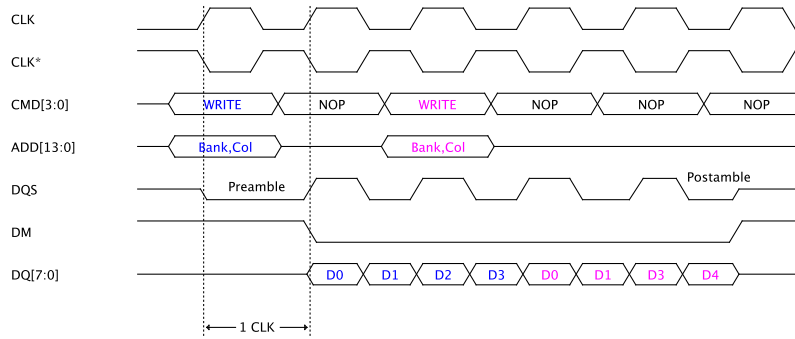 CLK
CLK*
CMD[3:0] WRITE NOP WRITE NOP NOP NOP
ADD[13:0] Bank,Col Bank,Col
DQS Preamble Postamble
DM
DQ[7:0] D0 D1 D2 D3 D0 D1 D3 D4
1 CLK